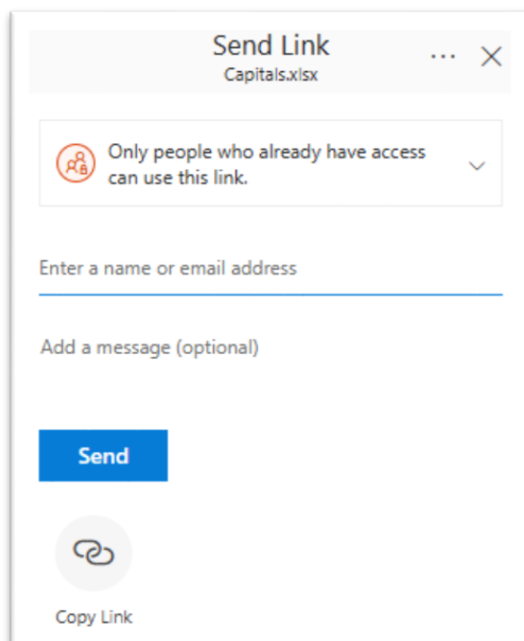 Send Link
Capitals.xlsx
Only people who already have access
can use this link.
Enter a name or email address
Add a message (optional)
Send
Copy Link